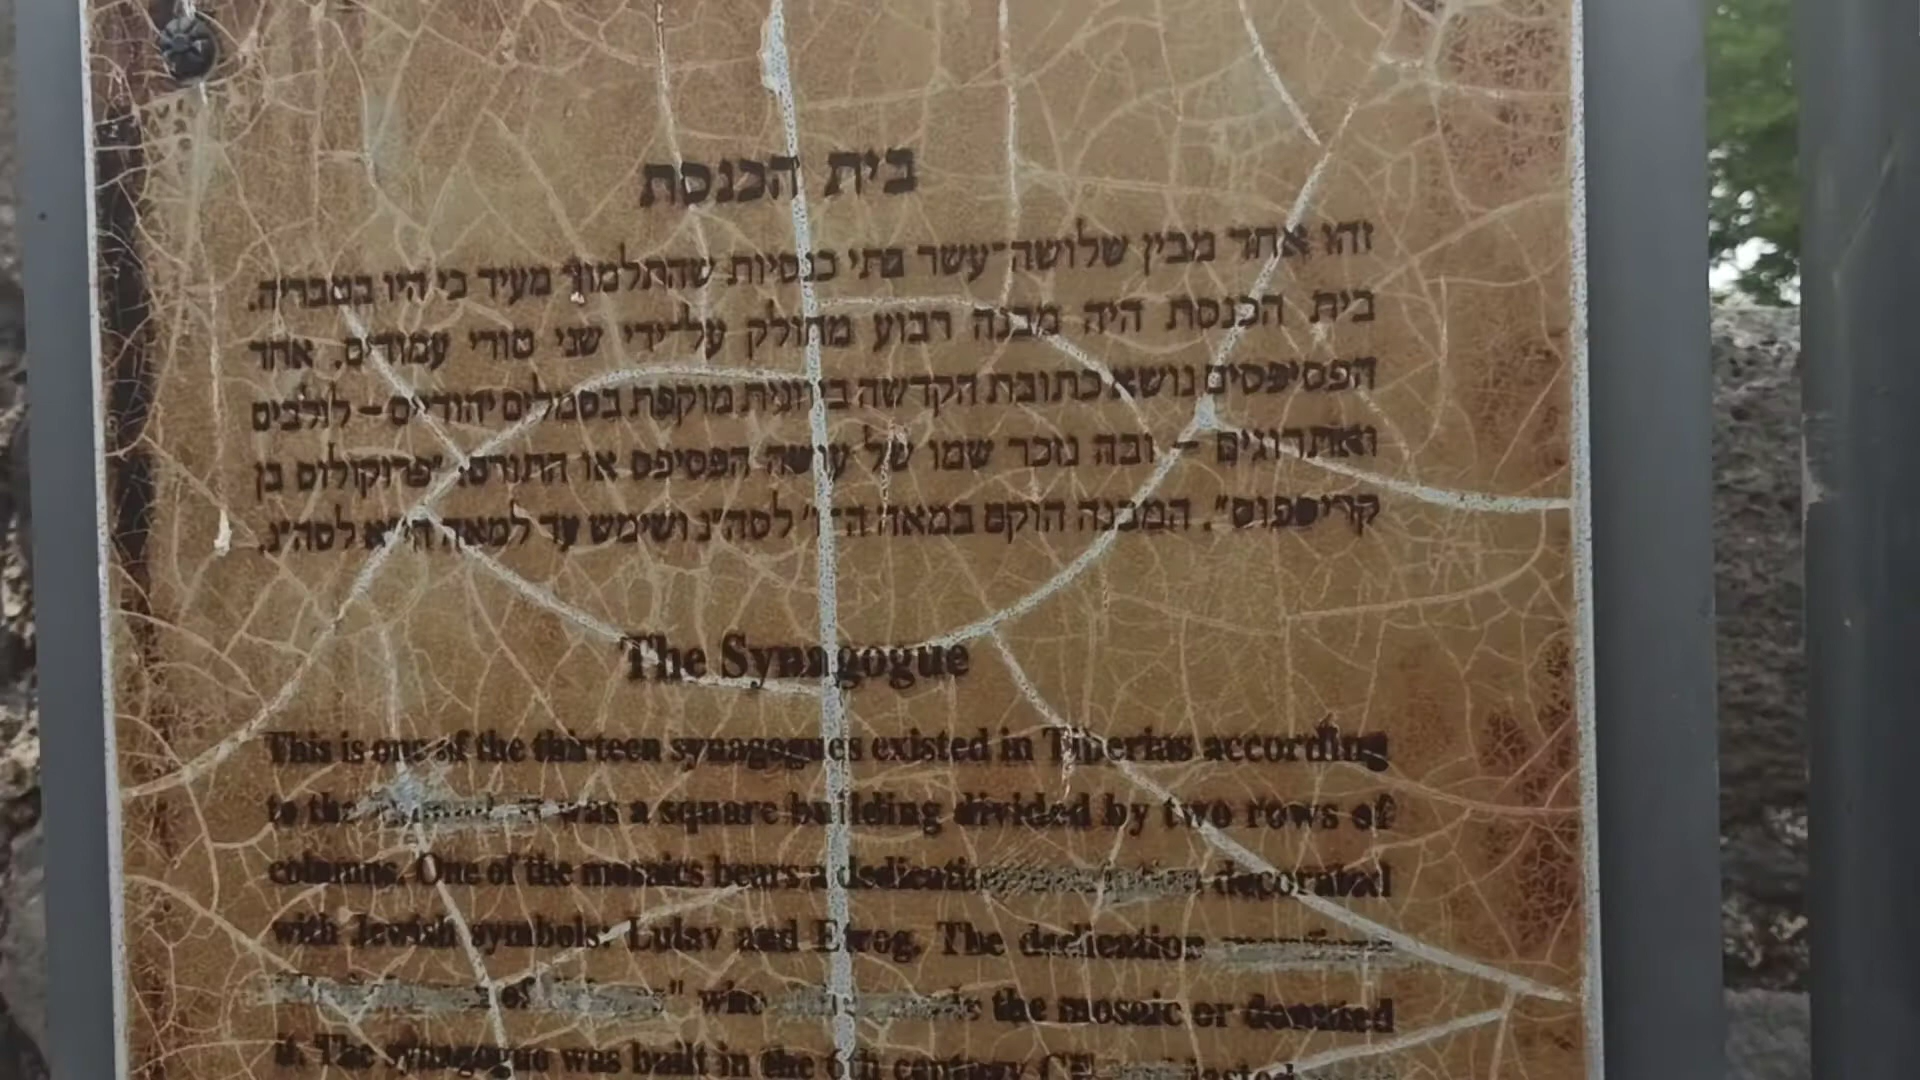 בית הכנסת
זהו אחד מבין שלושה־עשר בתי כנסיות שהתלמוד מעיד כי היו בטבריה.
בית הכנסת היה מבנה רבוע מחולק על־ידי שני טורי עמודים. אחד
הפסיפסים נושא כתובת הקדשה ביוונית מוקפת בסמלים יהודיים – לולבים
ואתרוגים – ובה נזכר שמו של עושה הפסיפס או התורם: "פרוקולוס בן
קריספוס". המבנה הוקם במאה ה־ו' לסה"נ ושימש עד למאה הי"א לסה"נ.
The Synagogue
This is one of the thirteen synagogues existed in Tiberias according
to the was a square building divided by two rows of
columns. One of the mosaics bears a decorated
with Jewish symbols: Lulav and Etrog. The dedication
of who the mosaic or donated
it. The synagogue was built in the 6th century CE lasted